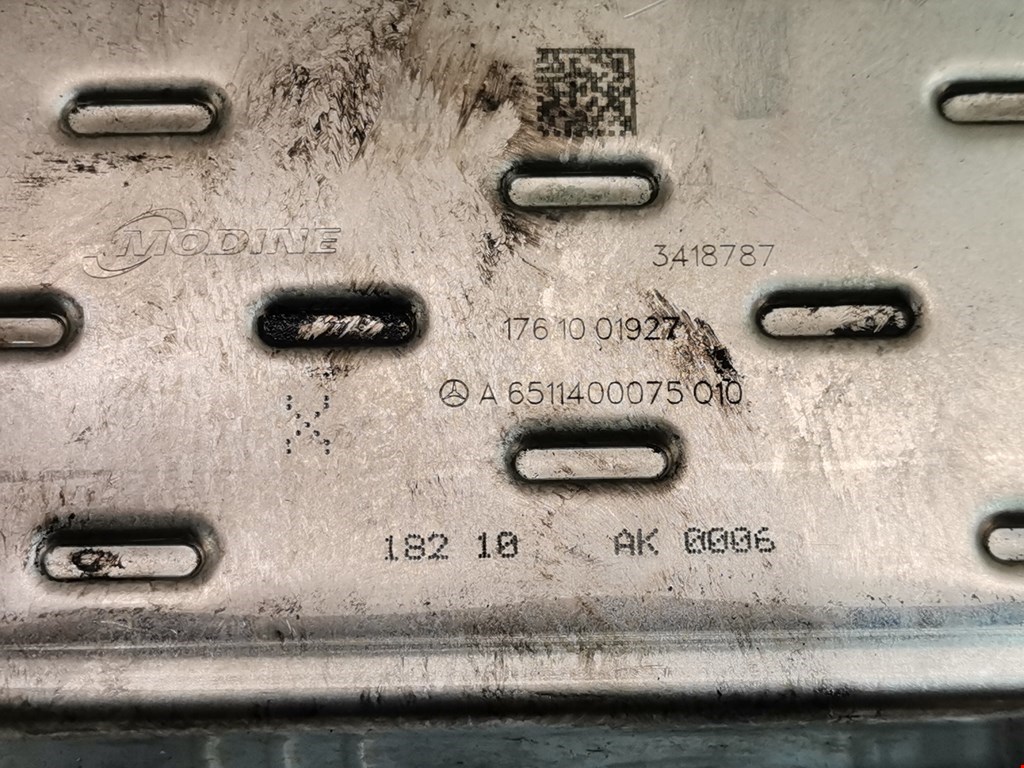 MODINE
3418787
176 10 01927
A 6511400075 Q10
X
182 10 AK 0006